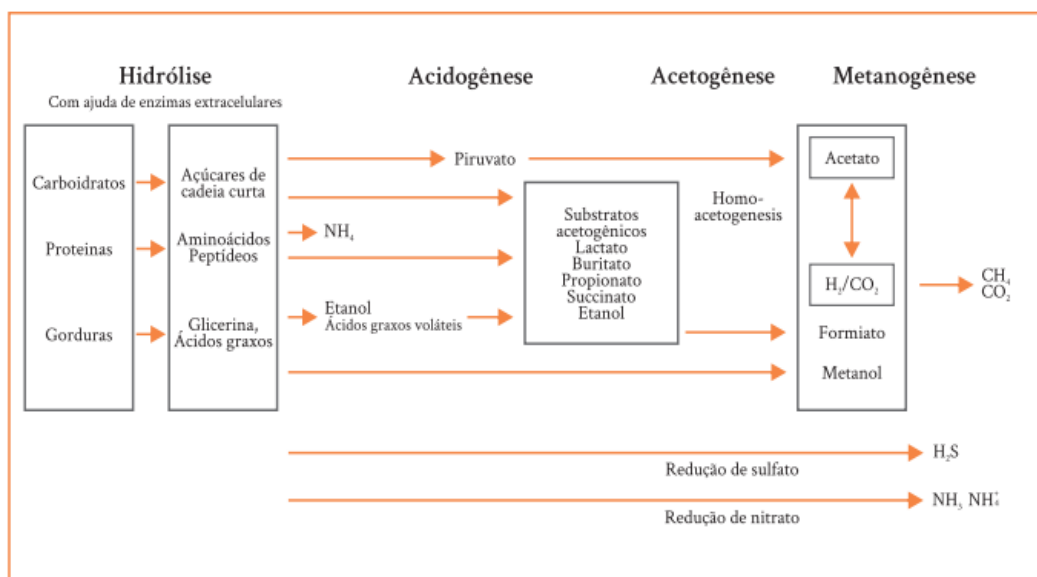 Hidrólise
Com ajuda de enzimas extracelulares
Acidogênese
Acetogênese
Metanogênese
Carboidratos
Proteinas
Gorduras
Açúcares de
cadeia curta
Aminoácidos
Peptídeos
Glicerina,
Ácidos graxos
Piruvato
NH₄
Etanol
Ácidos graxos voláteis
Substratos
acetogênicos
Lactato
Buritato
Propionato
Succinato
Etanol
Homo-
acetogenesis
Acetato
H₂/CO₂
Formiato
Metanol
CH₄
CO₂
Redução de sulfato
H₂S
Redução de nitrato
NH₃ NH₄⁺